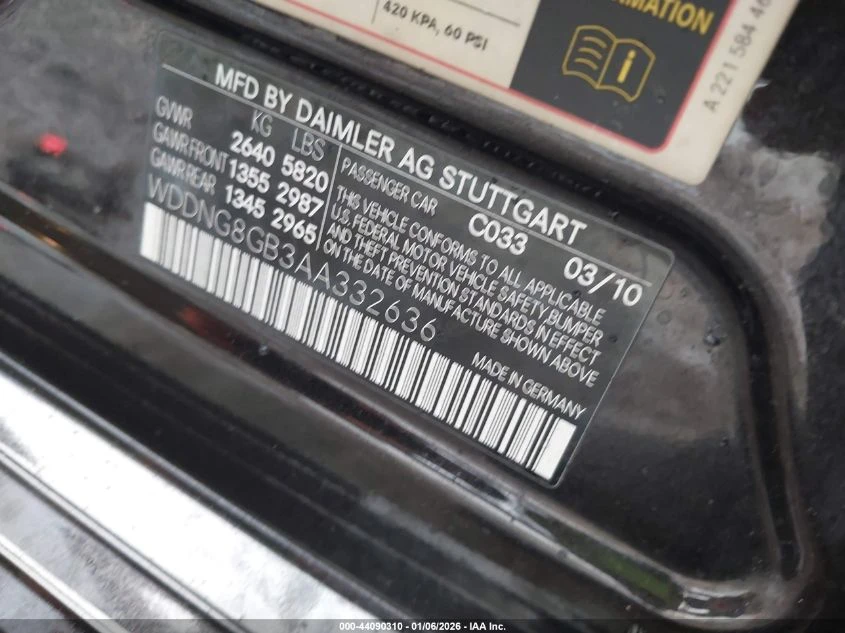 420 KPA, 60 PSI
RMATION
A 221 584 46
MFD BY DAIMLER AG STUTTGART
KG LBS
GVWR 2640 5820
GAWR FRONT 1355 2987
GAWR REAR 1345 2965
PASSENGER CAR C033 03/10
THIS VEHICLE CONFORMS TO ALL APPLICABLE
U.S. FEDERAL MOTOR VEHICLE SAFETY BUMPER
AND THEFT PREVENTION STANDARDS IN EFFECT
ON THE DATE OF MANUFACTURE SHOWN ABOVE
WDDNG8GB3AA332636
MADE IN GERMANY
000-44090310 - 01/06/2026 - IAA Inc.